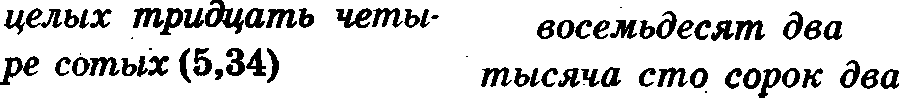 целых тридцать четы-
ре сотых (5,34)
восемьдесят два
тысяча сто сорок два